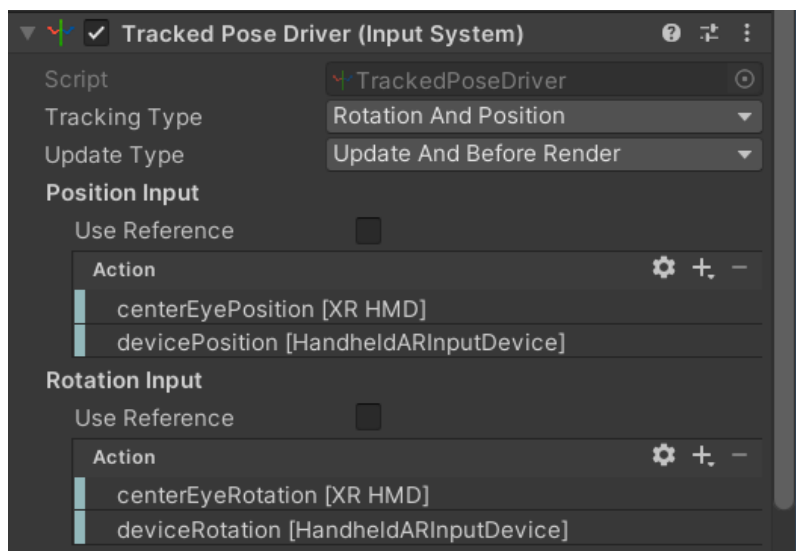 Tracked Pose Driver (Input System)
Script TrackedPoseDriver
Tracking Type Rotation And Position
Update Type Update And Before Render
Position Input
Use Reference
Action
centerEyePosition [XR HMD]
devicePosition [HandheldARInputDevice]
Rotation Input
Use Reference
Action
centerEyeRotation [XR HMD]
deviceRotation [HandheldARInputDevice]